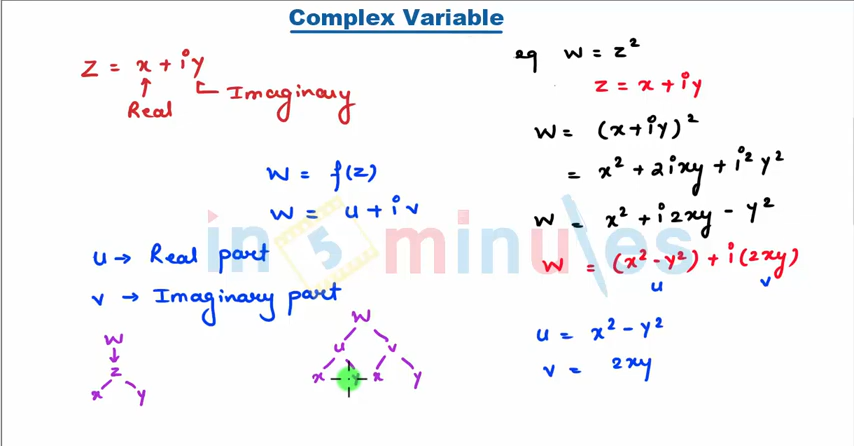 Complex Variable
z = x + iy
Real
Imaginary
w = f(z)
w = u + iv
u → Real part
v → Imaginary part
w
z
x y
w
u v
x y x y
eg w = z²
z = x + iy
w = (x+iy)²
= x² + 2ixy + i²y²
w = x² + i2xy - y²
w = (x²-y²) + i(2xy)
u v
u = x² - y²
v = 2xy
in 5 minutes